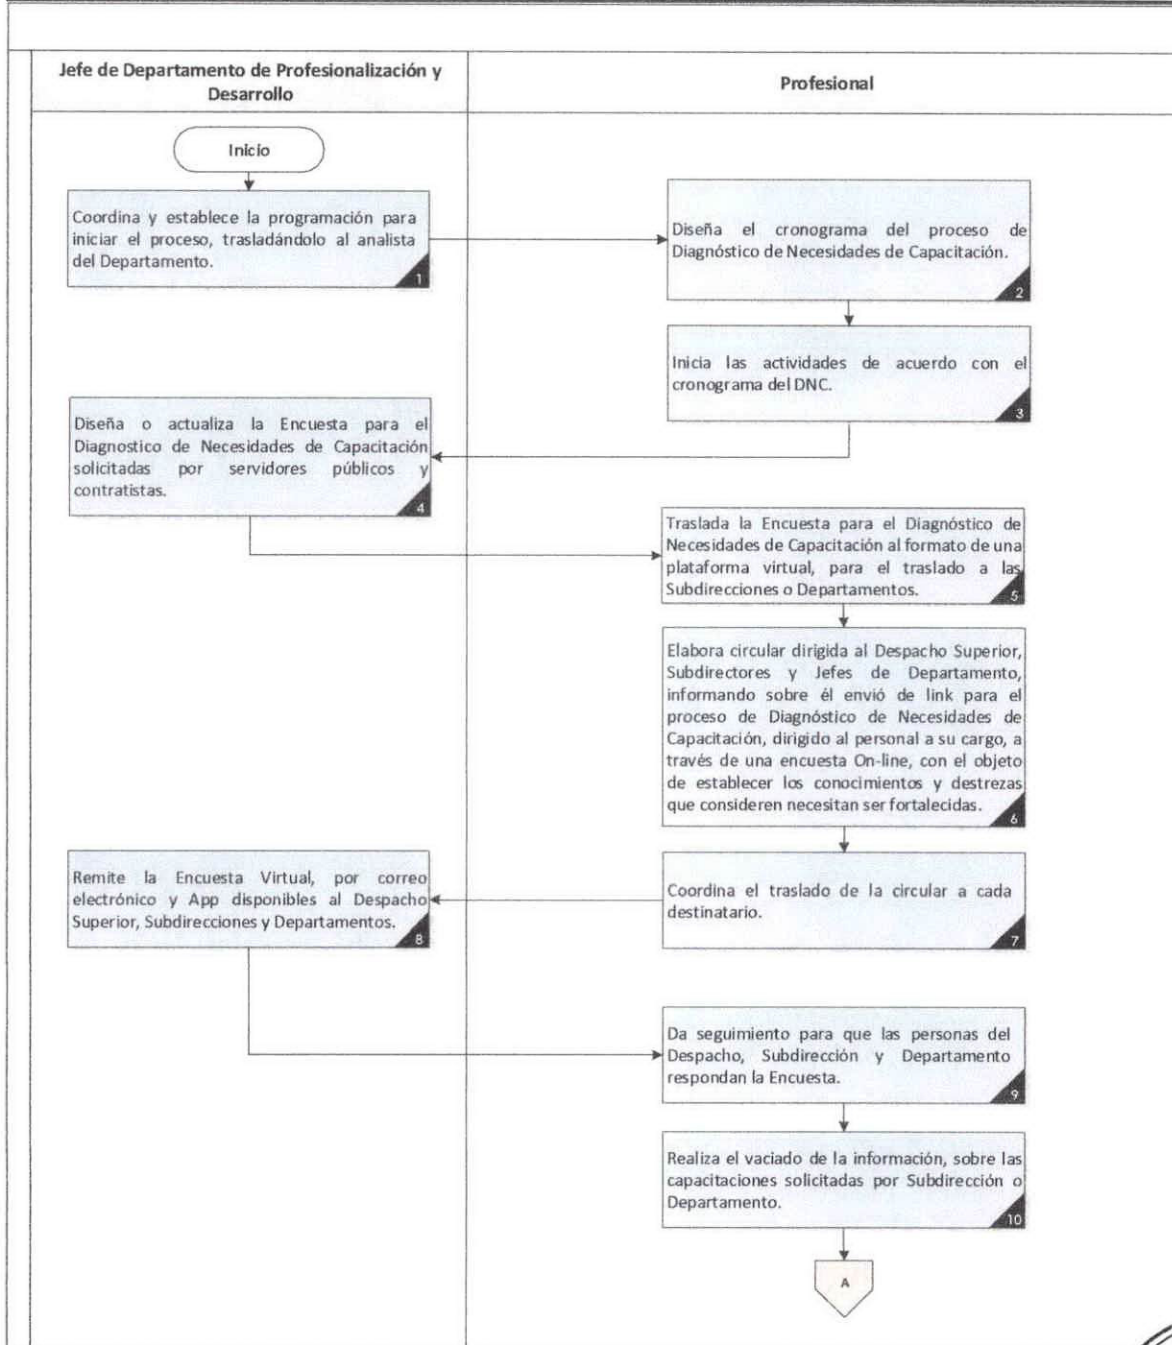 Jefe de Departamento de Profesionalización y
Desarrollo
Profesional
Inicio
Coordina y establece la programación para
iniciar el proceso, trasladándolo al analista
del Departamento.
1
Diseña el cronograma del proceso de
Diagnóstico de Necesidades de Capacitación.
2
Inicia las actividades de acuerdo con el
cronograma del DNC.
3
Diseña o actualiza la Encuesta para el
Diagnostico de Necesidades de Capacitación
solicitadas por servidores públicos y
contratistas.
4
Traslada la Encuesta para el Diagnóstico de
Necesidades de Capacitación al formato de una
plataforma virtual, para el traslado a las
Subdirecciones o Departamentos.
5
Elabora circular dirigida al Despacho Superior,
Subdirectores y Jefes de Departamento,
informando sobre él envió de link para el
proceso de Diagnóstico de Necesidades de
Capacitación, dirigido al personal a su cargo, a
través de una encuesta On-line, con el objeto
de establecer los conocimientos y destrezas
que consideren necesitan ser fortalecidas.
6
Coordina el traslado de la circular a cada
destinatario.
7
Remite la Encuesta Virtual, por correo
electrónico y App disponibles al Despacho
Superior, Subdirecciones y Departamentos.
8
Da seguimiento para que las personas del
Despacho, Subdirección y Departamento
respondan la Encuesta.
9
Realiza el vaciado de la información, sobre las
capacitaciones solicitadas por Subdirección o
Departamento.
10
A